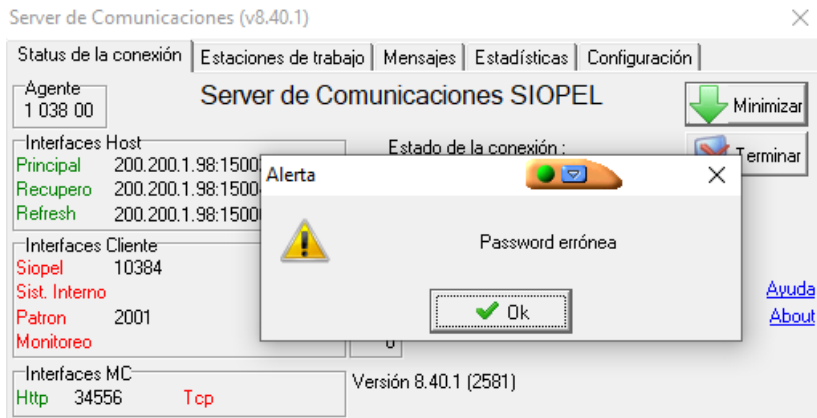 Server de Comunicaciones (v8.40.1)
Status de la conexión Estaciones de trabajo Mensajes Estadísticas Configuración
Agente
1 038 00
Server de Comunicaciones SIOPEL
Minimizar
Interfaces Host
Estado de la conexión :
Terminar
Principal 200.200.1.98:1500
Recupero 200.200.1.98:1500
Refresh 200.200.1.98:1500
Alerta
Password errónea
Ok
Interfaces Cliente
Siopel 10384
Sist. Interno
Patron 2001
Monitoreo
Ayuda
About
Interfaces MC
Http 34556 Tcp
Versión 8.40.1 (2581)